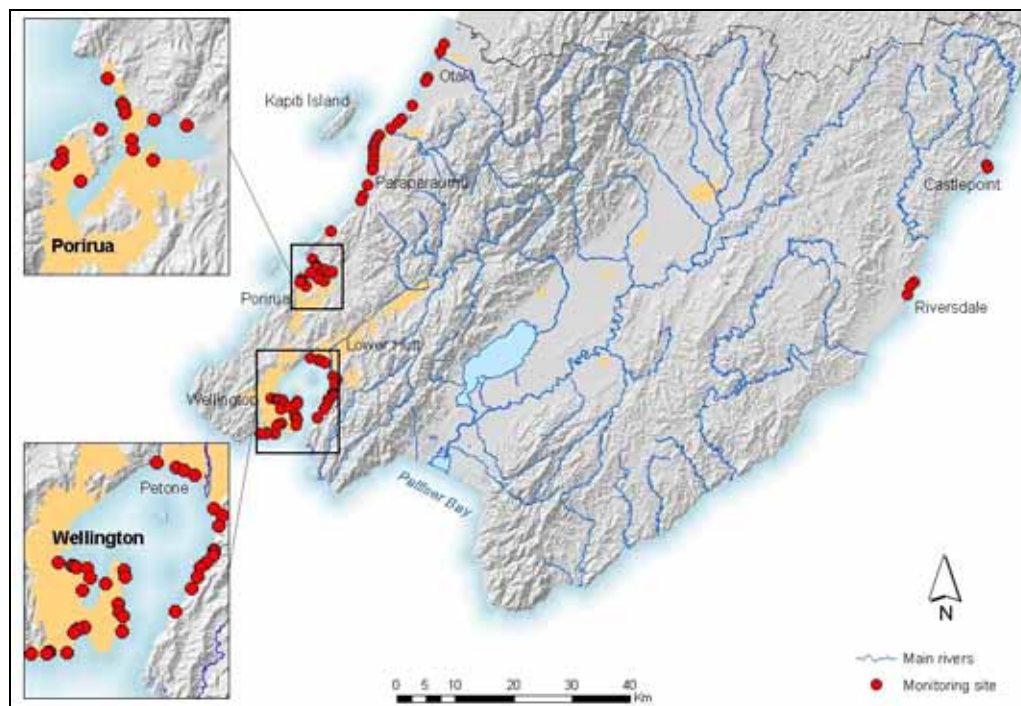 Otaki
Kapiti Island
Paraparaumu
Castlepoint
Porirua
Porirua
Riversdale
Lower Hutt
Wellington
Petone
Wellington
Palliser Bay
N
Main rivers
Monitoring site
0 5 10 20 30 40
Km